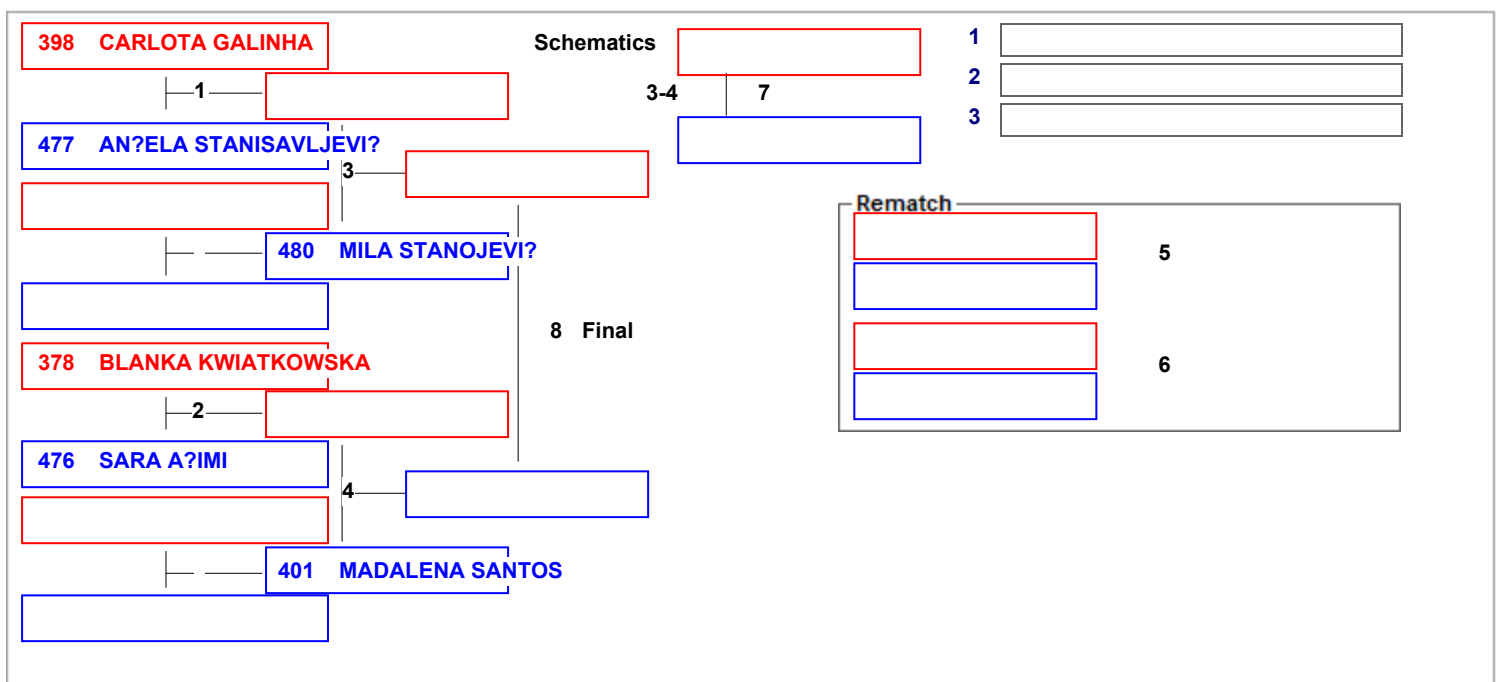 398 CARLOTA GALINHA
1
477 AN?ELA STANISAVLJEVI?
3
480 MILA STANOJEVI?
8 Final
378 BLANKA KWIATKOWSKA
2
476 SARA A?IMI
4
401 MADALENA SANTOS
Schematics
3-4 7
1
2
3
Rematch
5
6